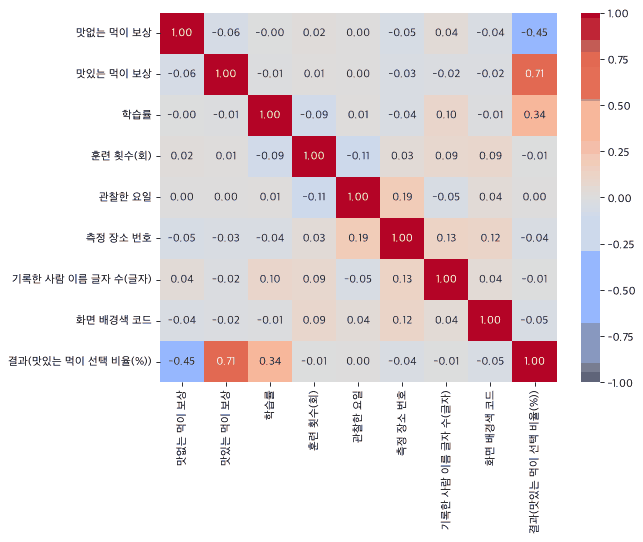 맛없는 먹이 보상 1.00 -0.06 -0.00 0.02 0.00 -0.05 0.04 -0.04 -0.45
맛있는 먹이 보상 -0.06 1.00 -0.01 0.01 0.00 -0.03 -0.02 -0.02 0.71
학습률 -0.00 -0.01 1.00 -0.09 0.01 -0.04 0.10 -0.01 0.34
훈련 횟수(회) 0.02 0.01 -0.09 1.00 -0.11 0.03 0.09 0.09 -0.01
관찰한 요일 0.00 0.00 0.01 -0.11 1.00 0.19 -0.05 0.04 0.00
측정 장소 번호 -0.05 -0.03 -0.04 0.03 0.19 1.00 0.13 0.12 -0.04
기록한 사람 이름 글자 수(글자) 0.04 -0.02 0.10 0.09 -0.05 0.13 1.00 0.04 -0.01
화면 배경색 코드 -0.04 -0.02 -0.01 0.09 0.04 0.12 0.04 1.00 -0.05
결과(맛있는 먹이 선택 비율(%)) -0.45 0.71 0.34 -0.01 0.00 -0.04 -0.01 -0.05 1.00
맛없는 먹이 보상
맛있는 먹이 보상
학습률
훈련 횟수(회)
관찰한 요일
측정 장소 번호
기록한 사람 이름 글자 수(글자)
화면 배경색 코드
결과(맛있는 먹이 선택 비율(%))
1.00
0.75
0.50
0.25
0.00
-0.25
-0.50
-0.75
-1.00